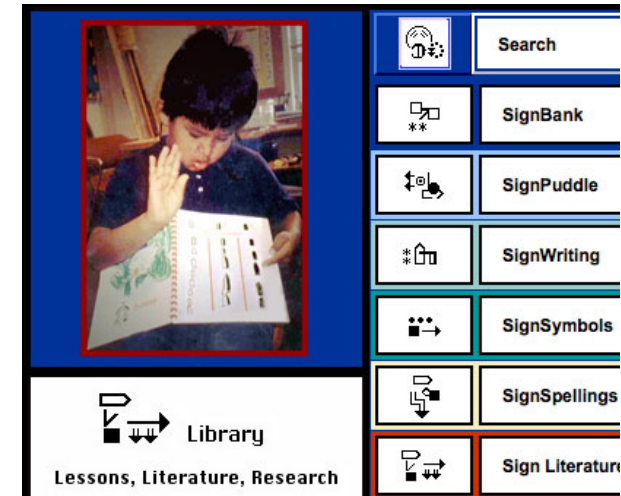 Search
SignBank
SignPuddle
SignWriting
SignSymbols
SignSpellings
Sign Literature
Library
Lessons, Literature, Research